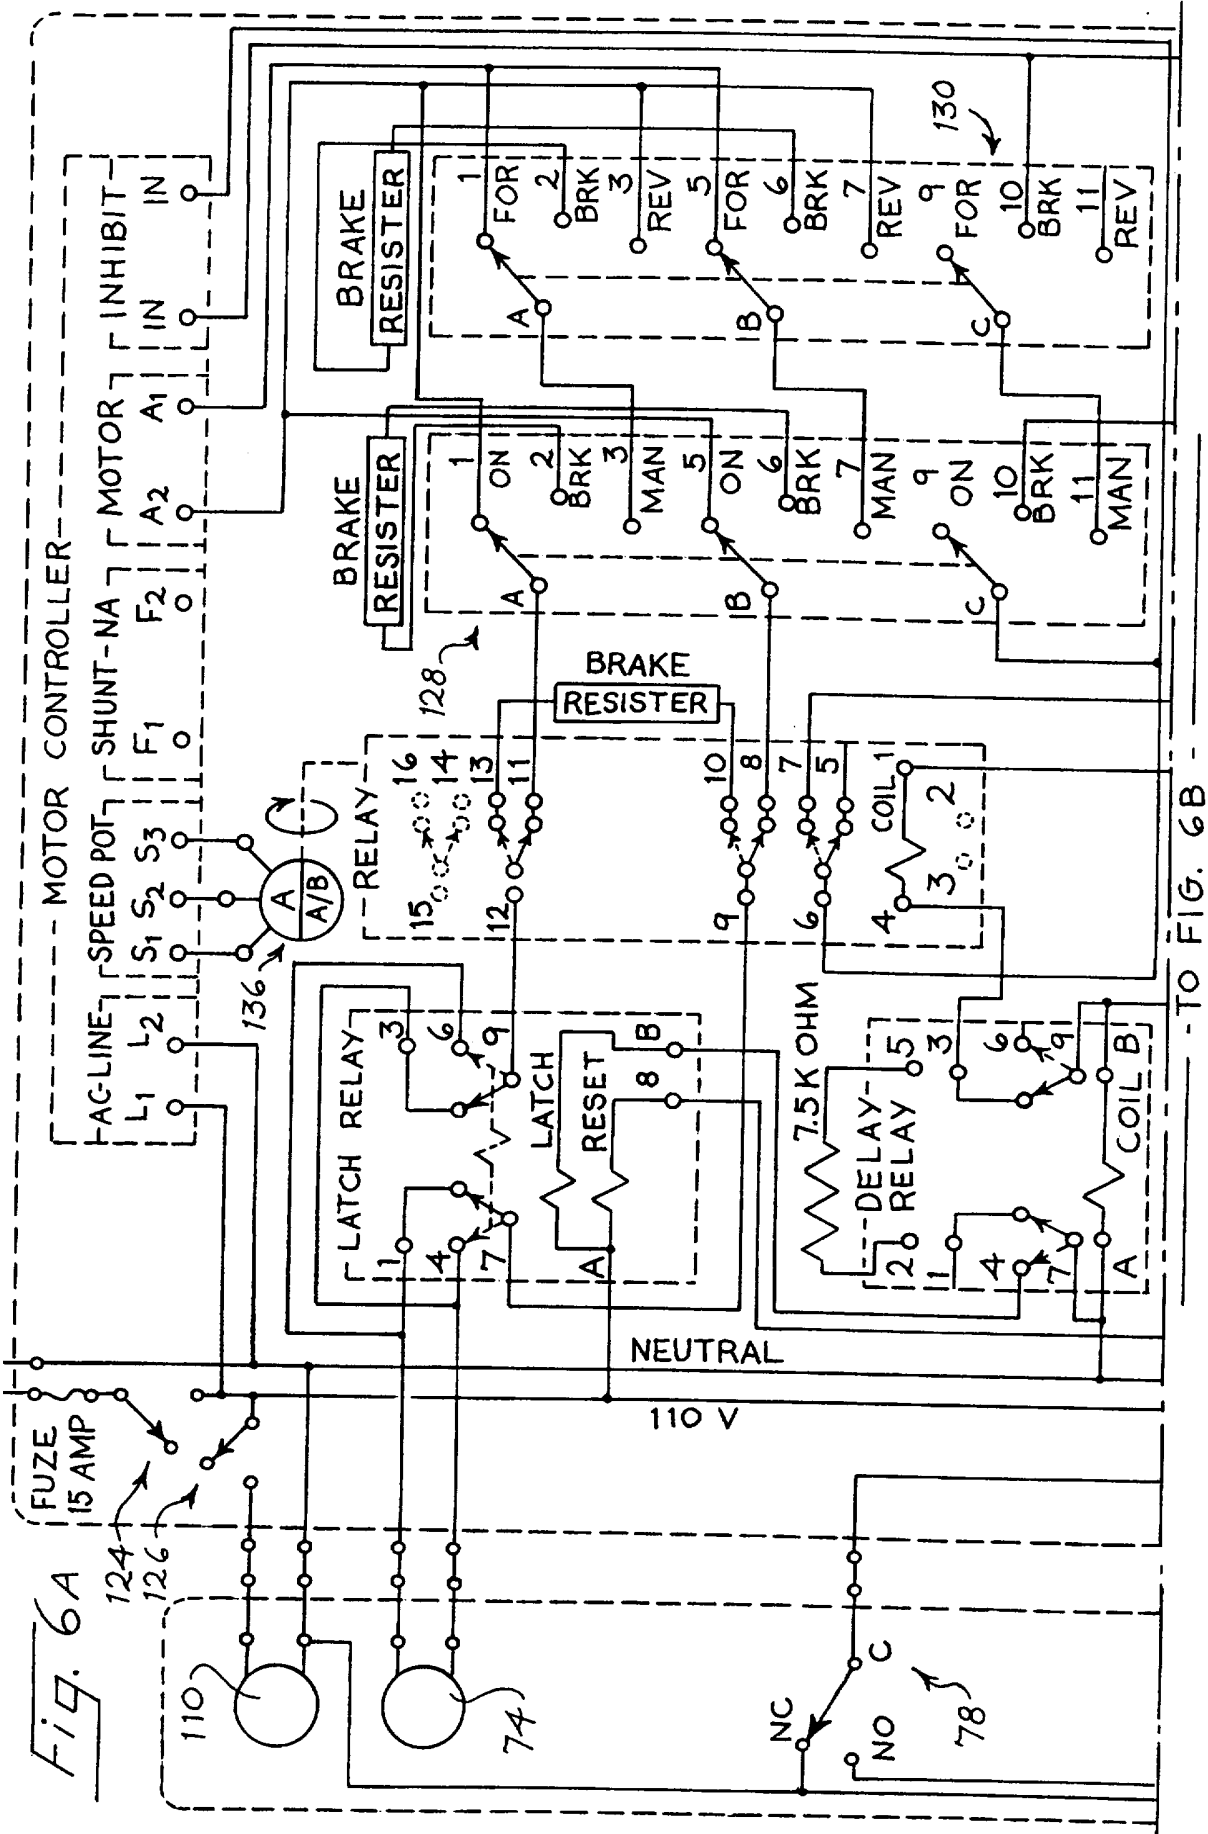 Fig. 6A
MOTOR CONTROLLER
AC-LINE
SPEED POT
SHUNT-NA
MOTOR
INHIBIT
L1
L2
S1
S2
S3
F1
F2
A2
A1
IN
IN
FUZE
15 AMP
124
126
136
A
A/B
110
74
NEUTRAL
110 V
LATCH RELAY
1
4
7
3
6
9
LATCH
RESET
A
8
B
RELAY
15
16
14
12
13
11
9
10
8
6
7
5
COIL
4
1
3
2
BRAKE
RESISTER
7.5K OHM
DELAY
RELAY
2
5
1
3
4
6
7
9
A
COIL
B
128
BRAKE
RESISTER
A
1
ON
2
BRK
3
MAN
B
5
ON
6
BRK
7
MAN
C
9
ON
10
BRK
11
MAN
BRAKE
RESISTER
130
A
1
FOR
2
BRK
3
REV
B
5
FOR
6
BRK
7
REV
C
9
FOR
10
BRK
11
REV
NC
NO
C
78
TO FIG. 6B